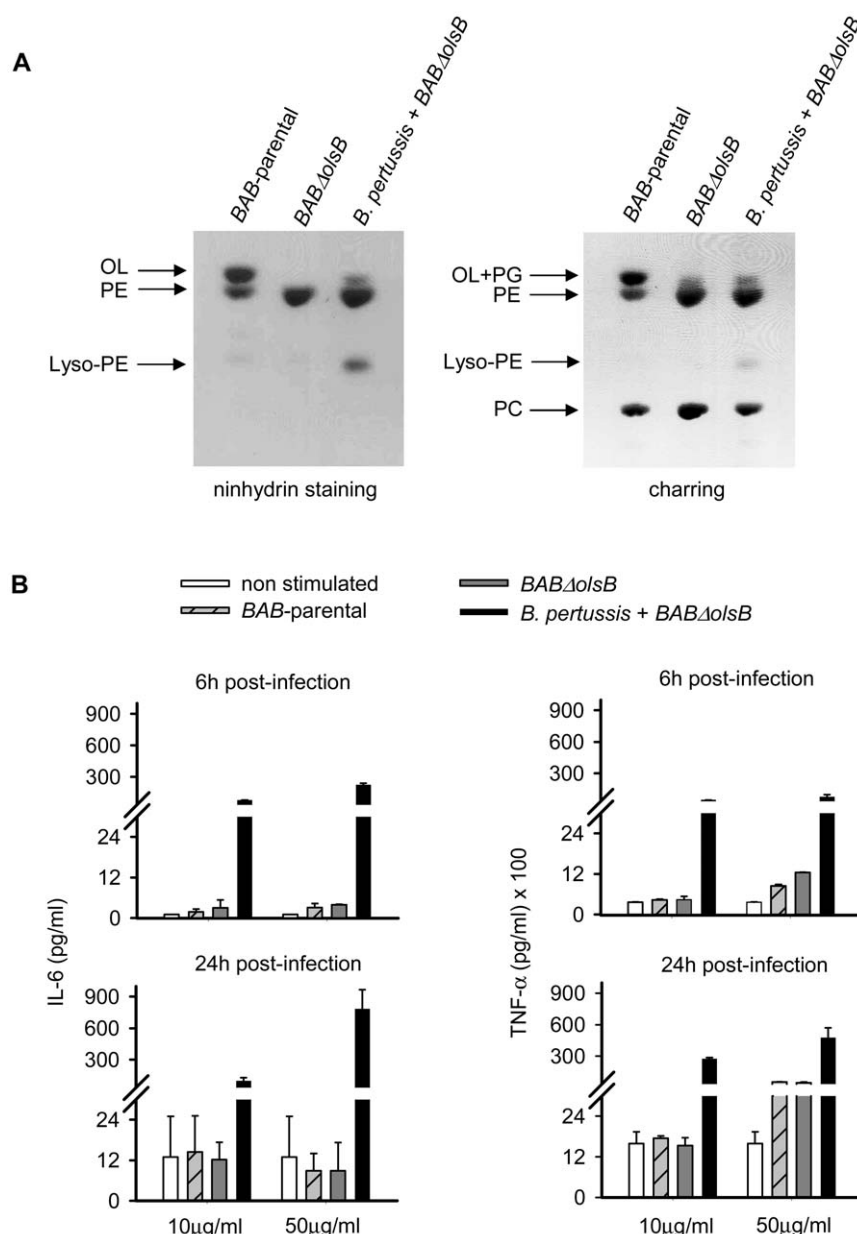 A
BAB-parental
BABΔolsB
B. pertussis + BABΔolsB
BAB-parental
BABΔolsB
B. pertussis + BABΔolsB
OL
PE
Lyso-PE
OL+PG
PE
Lyso-PE
PC
ninhydrin staining
charring
B
non stimulated
BAB-parental
BABΔolsB
B. pertussis + BABΔolsB
6h post-infection
900
600
300
24
12
0
6h post-infection
900
600
300
24
12
0
IL-6 (pg/ml)
TNF-α (pg/ml) x 100
24h post-infection
900
600
300
24
12
0
10µg/ml
50µg/ml
24h post-infection
900
600
300
24
12
0
10µg/ml
50µg/ml